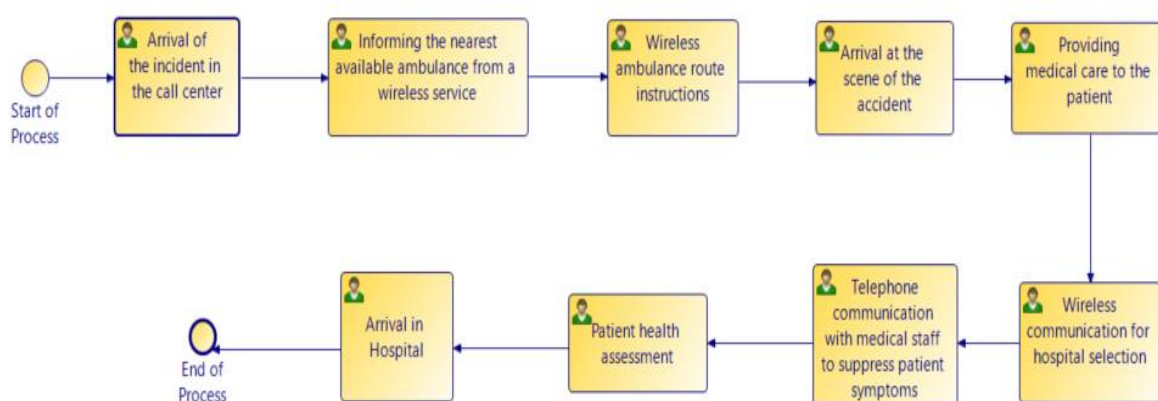 Start of
Process
Arrival of
the incident in
the call center
Informing the nearest
available ambulance from a
wireless service
Wireless
ambulance route
instructions
Arrival at the
scene of the
accident
Providing
medical care to the
patient
Wireless
communication for
hospital selection
Telephone
communication
with medical staff
to suppress patient
symptoms
Patient health
assessment
Arrival in
Hospital
End of
Process